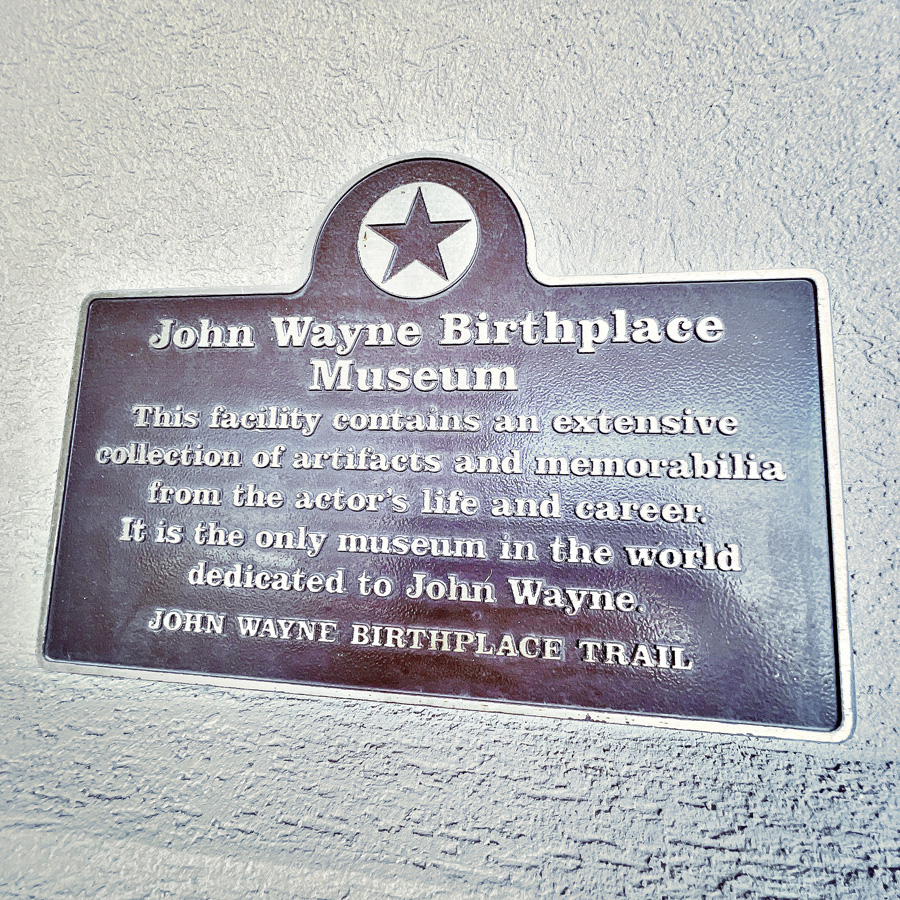 John Wayne Birthplace
Museum
This facility contains an extensive
collection of artifacts and memorabilia
from the actor's life and career.
It is the only museum in the world
dedicated to John Wayne.
JOHN WAYNE BIRTHPLACE TRAIL